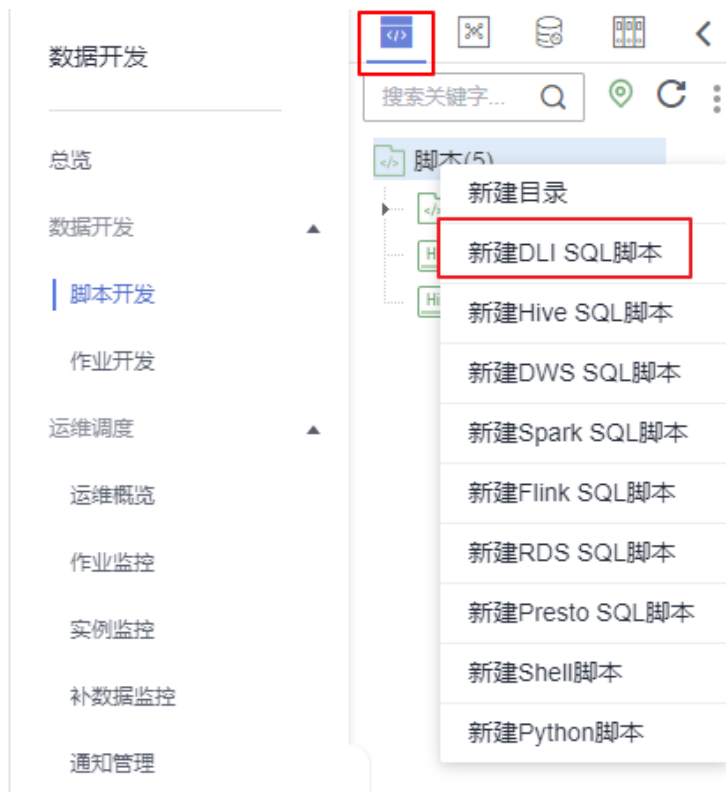 数据开发
总览
数据开发
脚本开发
作业开发
运维调度
运维概览
作业监控
实例监控
补数据监控
通知管理
搜索关键字...
脚本(5)
新建目录
新建DLI SQL脚本
新建Hive SQL脚本
新建DWS SQL脚本
新建Spark SQL脚本
新建Flink SQL脚本
新建RDS SQL脚本
新建Presto SQL脚本
新建Shell脚本
新建Python脚本